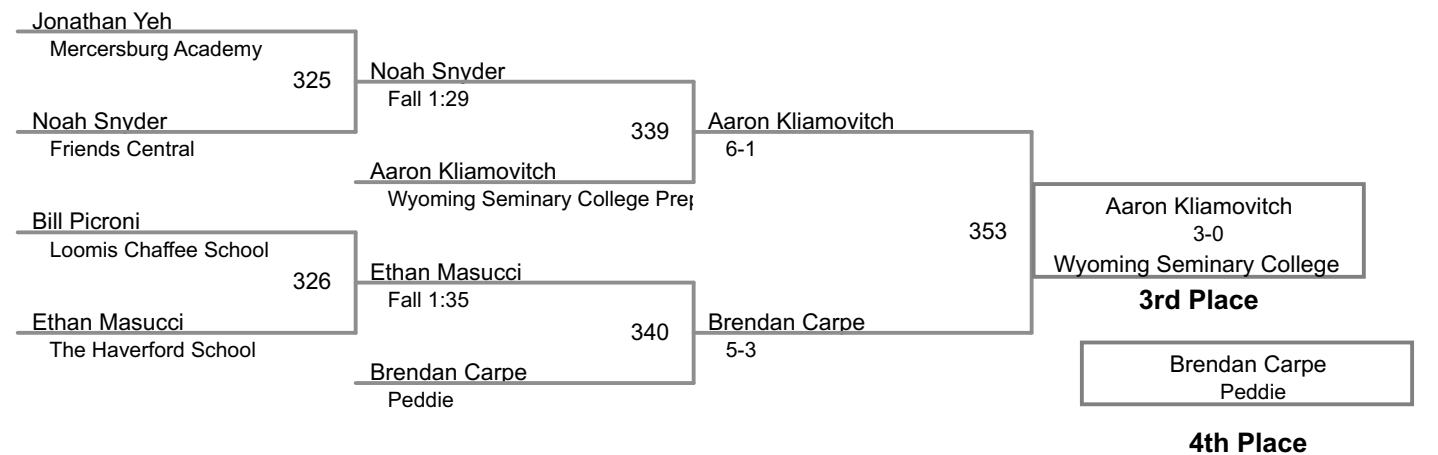 Jonathan Yeh
Mercersburg Academy
325
Noah Snyder
Fall 1:29
Noah Snyder
Friends Central
339
Aaron Kliamovitch
6-1
Aaron Kliamovitch
Wyoming Seminary College Prep
Bill Picroni
Loomis Chaffee School
326
Ethan Masucci
Fall 1:35
Ethan Masucci
The Haverford School
340
Brendan Carpe
5-3
Brendan Carpe
Peddie
353
Aaron Kliamovitch
3-0
Wyoming Seminary College
3rd Place
Brendan Carpe
Peddie
4th Place